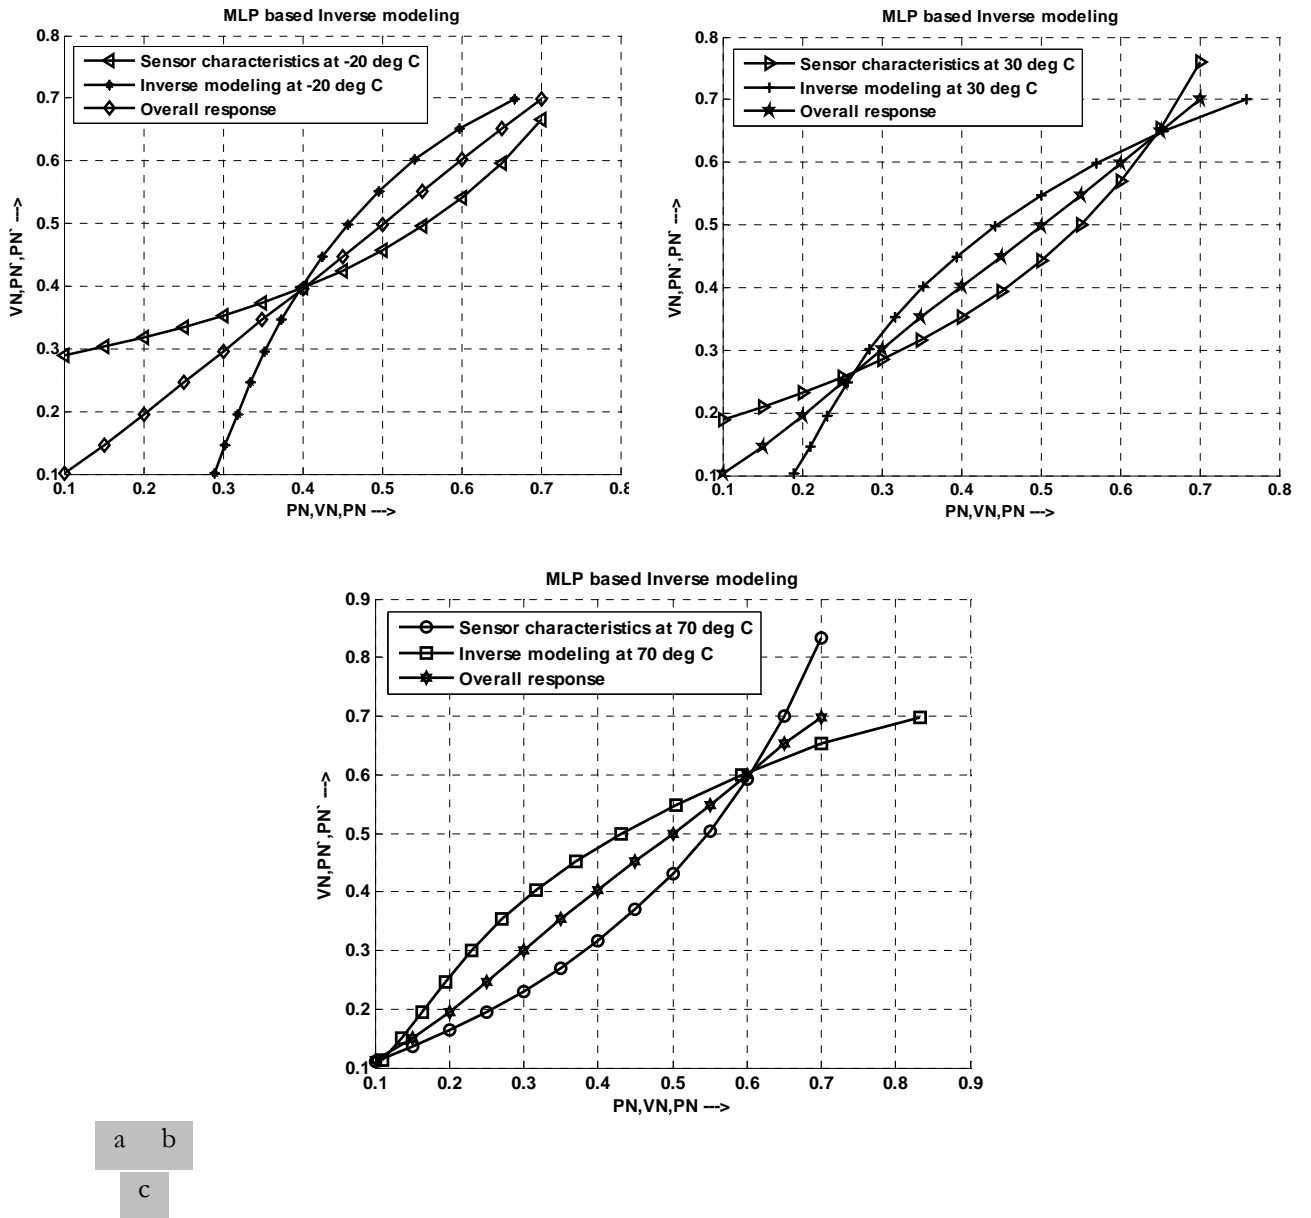 MLP based Inverse modeling
Sensor characteristics at -20 deg C
Inverse modeling at -20 deg C
Overall response
VN,PN`,PN` --->
0.8
0.7
0.6
0.5
0.4
0.3
0.2
0.1
0.1 0.2 0.3 0.4 0.5 0.6 0.7 0.8
PN,VN,PN --->
MLP based Inverse modeling
Sensor characteristics at 30 deg C
Inverse modeling at 30 deg C
Overall response
VN,PN`,PN` --->
0.8
0.7
0.6
0.5
0.4
0.3
0.2
0.1
0.1 0.2 0.3 0.4 0.5 0.6 0.7 0.8
PN,VN,PN --->
MLP based Inverse modeling
Sensor characteristics at 70 deg C
Inverse modeling at 70 deg C
Overall response
VN,PN`,PN` --->
0.9
0.8
0.7
0.6
0.5
0.4
0.3
0.2
0.1
0.1 0.2 0.3 0.4 0.5 0.6 0.7 0.8 0.9
PN,VN,PN --->
a b
c